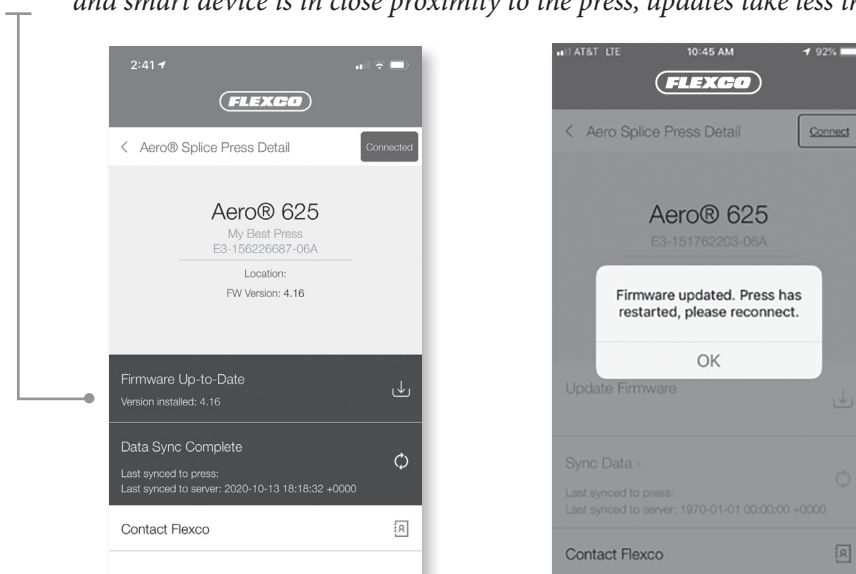 and smart device is in close proximity to the press, updates take less
2:41
FLEXCO
Aero® Splice Press Detail
Connected
Aero® 625
My Best Press
E3-156226687-06A
Location:
FW Version: 4.16
Firmware Up-to-Date
Version installed: 4.16
Data Sync Complete
Last synced to press:
Last synced to server: 2020-10-13 18:18:32 +0000
Contact Flexco
AT&T LTE 10:45 AM 92%
FLEXCO
Aero Splice Press Detail
Connect
Aero® 625
E3-151762203-06A
Firmware updated. Press has
restarted, please reconnect.
OK
Update Firmware
Sync Data -
Last synced to press:
Last synced to server: 1970-01-01 00:00:00 +0000
Contact Flexco